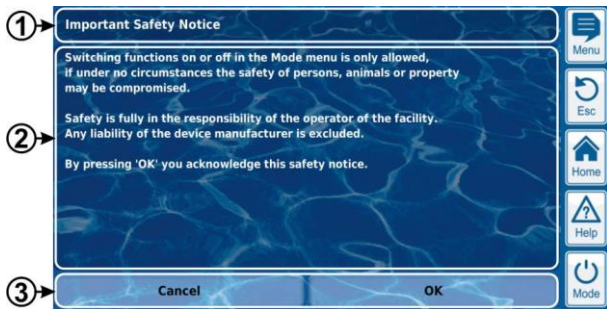 1
Important Safety Notice
Menu
2
Switching functions on or off in the Mode menu is only allowed,
if under no circumstances the safety of persons, animals or property
may be compromised.
Safety is fully in the responsibility of the operator of the facility.
Any liability of the device manufacturer is excluded.
By pressing 'OK' you acknowledge this safety notice.
Esc
Home
?
Help
3
Cancel
OK
Mode